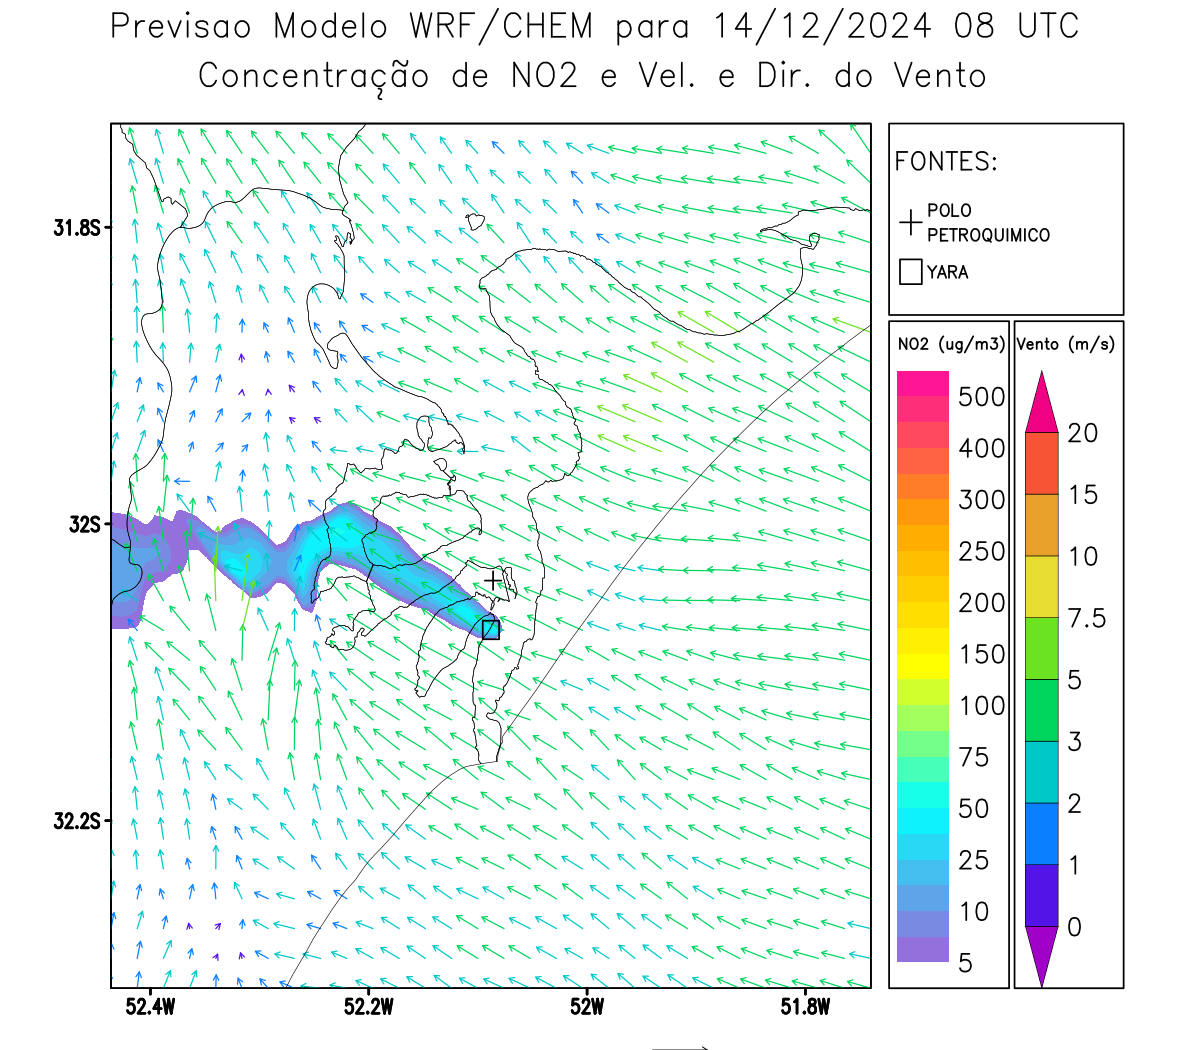 Previsao Modelo WRF/CHEM para 14/12/2024 08 UTC
Concentração de NO2 e Vel. e Dir. do Vento
FONTES:
POLO
PETROQUIMICO
YARA
NO2 (ug/m3)
500
400
300
250
200
150
100
75
50
25
10
5
Vento (m/s)
20
15
10
7.5
5
3
2
1
0
31.8S
32S
32.2S
52.4W
52.2W
52W
51.8W